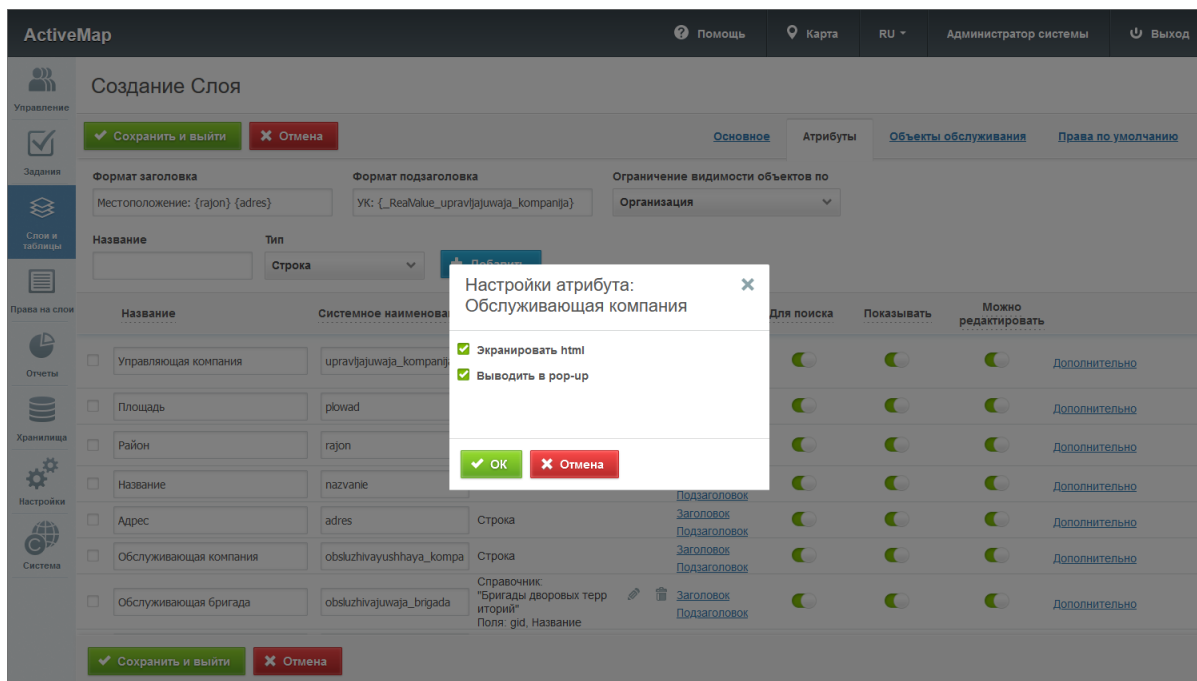 ActiveMap
Помощь
Карта
RU
Администратор системы
Выход
Управление
Задания
Слои и таблицы
Права на слои
Отчеты
Хранилища
Настройки
Система
Создание Слоя
Сохранить и выйти
Отмена
Основное
Атрибуты
Объекты обслуживания
Права по умолчанию
Формат заголовка
Формат подзаголовка
Ограничение видимости объектов по
Местоположение: {rajon} {adres}
УК: {_RealValue_upravljajuwaja_kompanija}
Организация
Название
Тип
Строка
Добавить
Название
Системное наименова
Для поиска
Показывать
Можно редактировать
Управляющая компания
upravljajuwaja_kompanija
Дополнительно
Площадь
plowad
Дополнительно
Район
rajon
Дополнительно
Название
nazvanie
Подзаголовок
Дополнительно
Адрес
adres
Строка
Заголовок
Подзаголовок
Дополнительно
Обслуживающая компания
obsluzhivayushhaya_kompa
Строка
Заголовок
Подзаголовок
Дополнительно
Обслуживающая бригада
obsluzhivajuwaja_brigada
Справочник:
"Бригады дворовых терр
иторий"
Поля: gid, Название
Заголовок
Подзаголовок
Дополнительно
Настройки атрибута:
Обслуживающая компания
Экранировать html
Выводить в pop-up
ОК
Отмена
Сохранить и выйти
Отмена